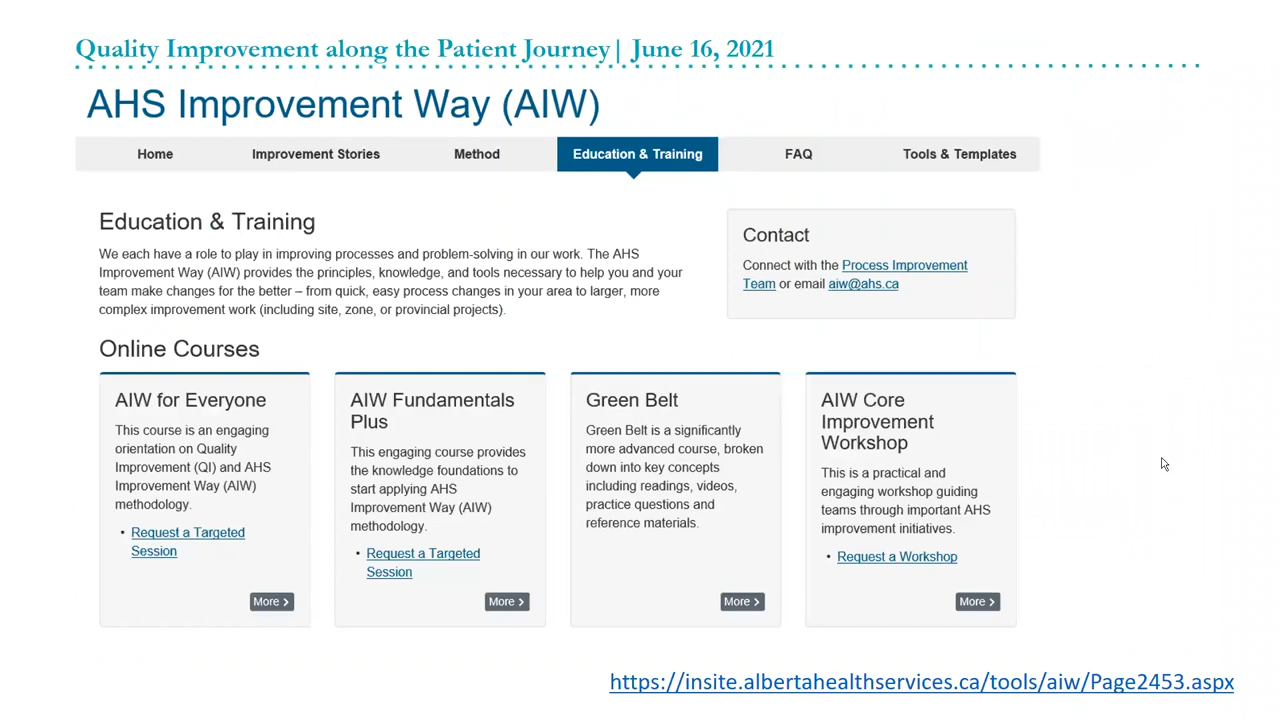 Quality Improvement along the Patient Journey| June 16, 2021
AHS Improvement Way (AIW)
Home
Improvement Stories
Method
Education & Training
FAQ
Tools & Templates
Education & Training
We each have a role to play in improving processes and problem-solving in our work. The AHS
Improvement Way (AIW) provides the principles, knowledge, and tools necessary to help you and your
team make changes for the better – from quick, easy process changes in your area to larger, more
complex improvement work (including site, zone, or provincial projects).
Contact
Connect with the Process Improvement
Team or email aiw@ahs.ca
Online Courses
AIW for Everyone
This course is an engaging
orientation on Quality
Improvement (QI) and AHS
Improvement Way (AIW)
methodology.
• Request a Targeted
Session
More >
AIW Fundamentals
Plus
This engaging course provides
the knowledge foundations to
start applying AHS
Improvement Way (AIW)
methodology.
• Request a Targeted
Session
More >
Green Belt
Green Belt is a significantly
more advanced course, broken
down into key concepts
including readings, videos,
practice questions and
reference materials.
More >
AIW Core
Improvement
Workshop
This is a practical and
engaging workshop guiding
teams through important AHS
improvement initiatives.
• Request a Workshop
More >
https://insite.albertahealthservices.ca/tools/aiw/Page2453.aspx